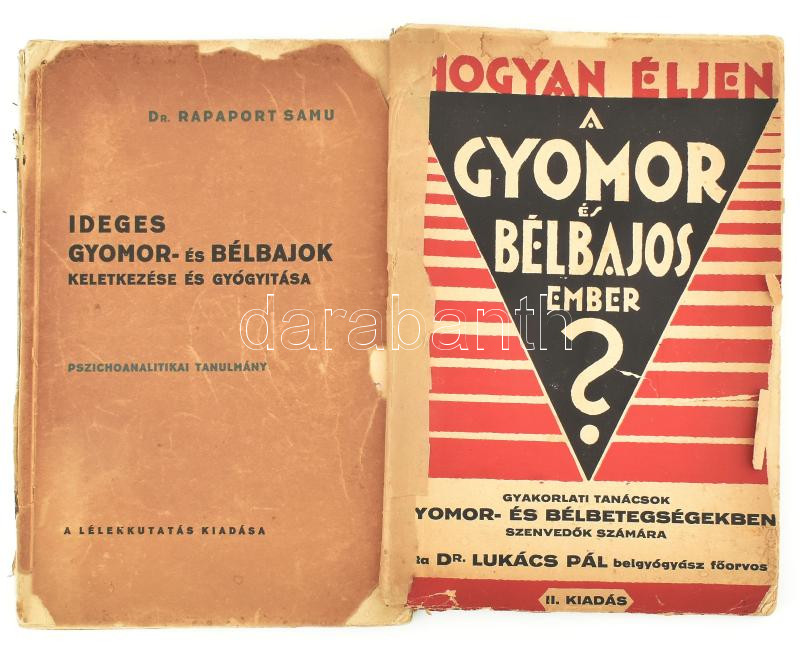 DR. RAPAPORT SAMU
IDEGES
GYOMOR- ÉS BÉLBAJOK
KELETKEZÉSE ÉS GYÓGYITÁSA
PSZICHOANALITIKAI TANULMÁNY
A LÉLEKKUTATÁS KIADÁSA
HOGYAN ÉLJEN
A
GYOMOR
ÉS
BÉLBAJOS
EMBER
?
GYAKORLATI TANÁCSOK
YOMOR- ÉS BÉLBETEGSÉGEKBEN
SZENVEDŐK SZÁMÁRA
ta DR. LUKÁCS PÁL belgyógyász főorvos
II. KIADÁS
darabanth